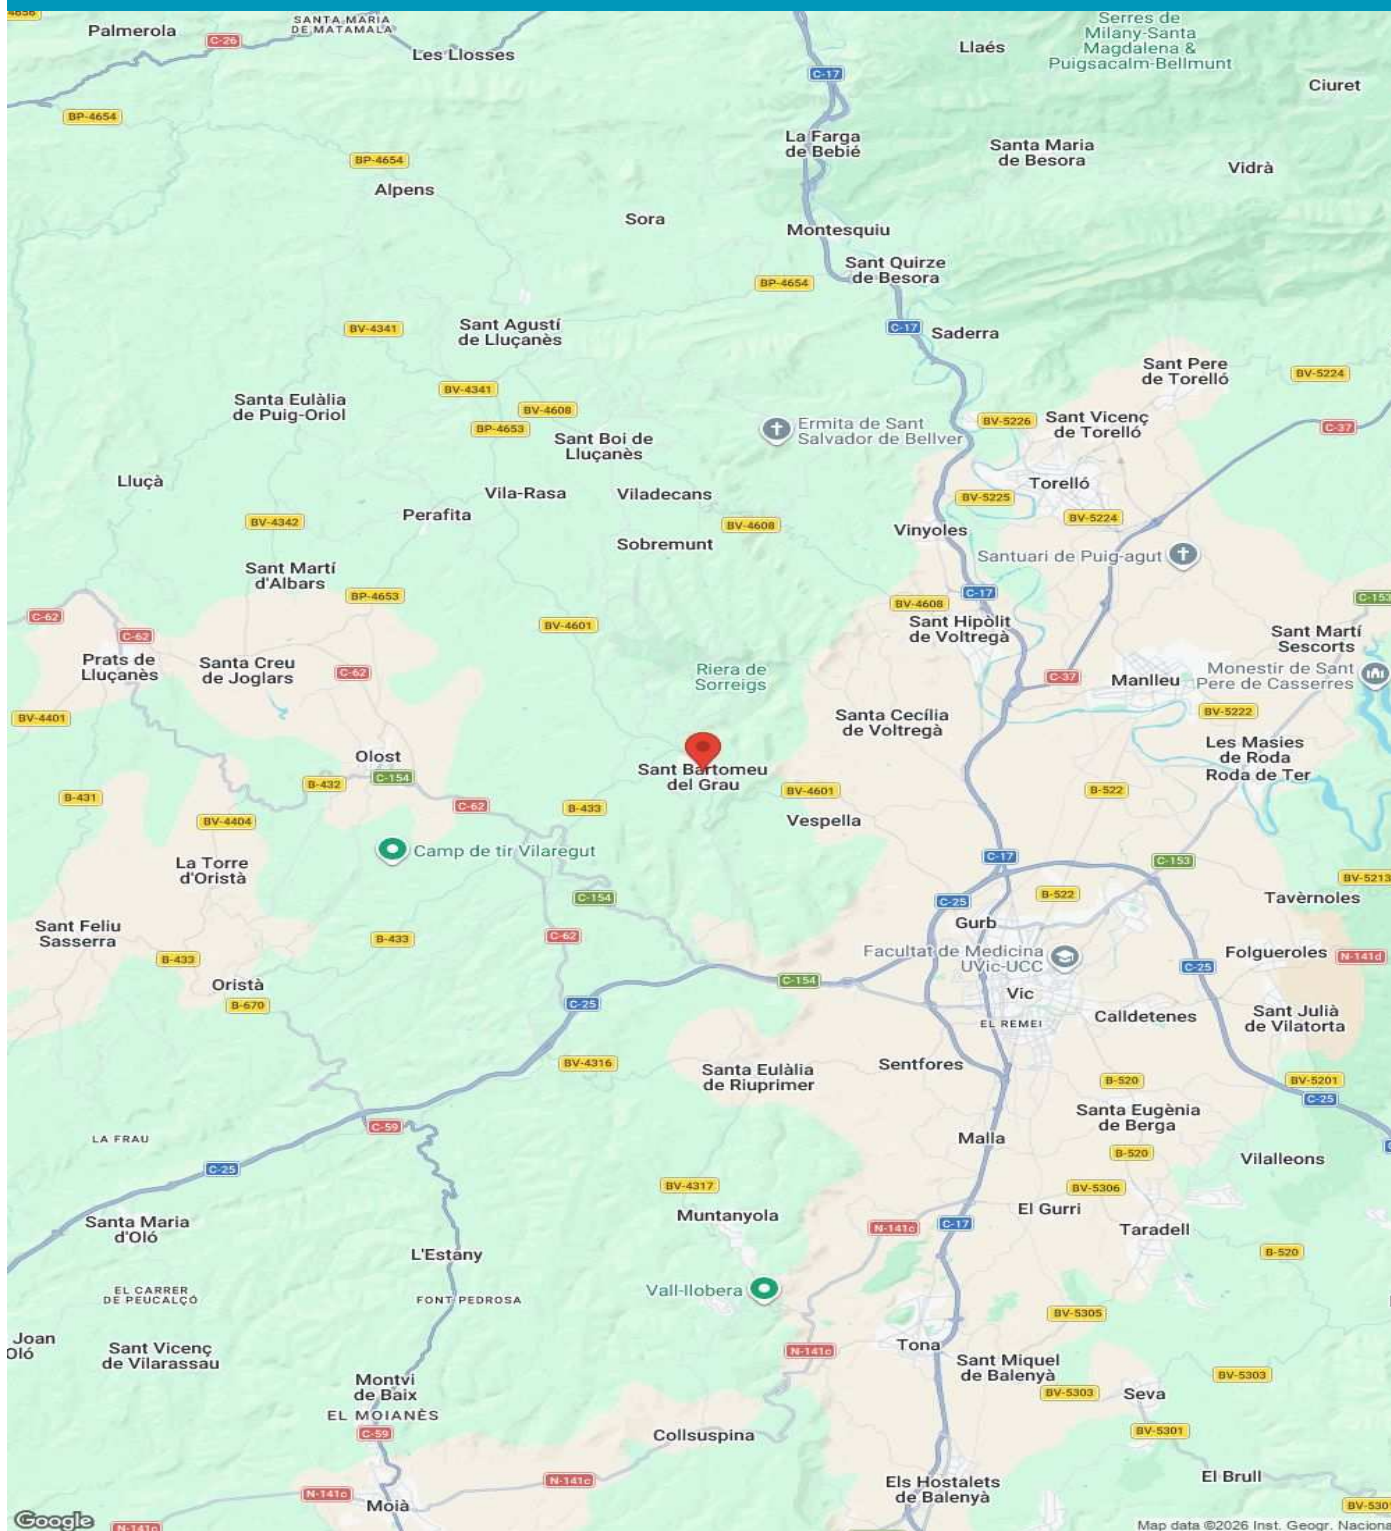 SANTA MARIA
DE MATAMALA
Palmerola
C-26
Les Llosses
Llaés
Serres de
Milany-Santa
Magdalena &
Puigsacalm-Bellmunt
C-17
Ciuret
BP-4654
La Farga
de Bebié
Santa Maria
de Besora
BP-4654
Vidrà
Alpens
Sora
Montesquiu
Sant Quirze
de Besora
BP-4654
Sant Agustí
de Lluçanès
BV-4341
C-17
Saderra
Sant Pere
de Torelló
BV-5224
BV-4341
Santa Eulàlia
de Puig-Oriol
BV-4608
BP-4653
Ermita de Sant
Salvador de Bellver
BV-5226
Sant Vicenç
de Torelló
C-37
Sant Boi de
Lluçanès
Lluçà
Vila-Rasa
Viladecans
Torelló
BV-5225
Perafita
BV-4342
BV-4608
Vinyoles
BV-5224
Sobremunt
Santuari de Puig-agut
Sant Martí
d'Albars
BP-4653
C-17
C-153
BV-4608
C-62
BV-4601
Sant Hipòlit
de Voltregà
C-62
Sant Martí
Sescorts
Prats de
Lluçanès
Santa Creu
de Joglars
C-62
Riera de
Sorreigs
C-37
Manlleu
Monestir de Sant
Pere de Casserres
BV-4401
Santa Cecília
de Voltregà
BV-5222
Olost
C-154
B-432
Sant Bartomeu
del Grau
Les Masies
de Roda
Roda de Ter
B-431
C-62
B-433
BV-4601
B-522
BV-4404
Vespella
Camp de tir Vilaregut
La Torre
d'Oristà
C-17
C-153
BV-5213
C-154
C-25
B-522
Tavèrnoles
Sant Feliu
Sasserra
B-433
C-62
Gurb
B-433
Facultat de Medicina
UVic-UCC
Folgueroles
N-141d
C-25
Oristà
C-154
Vic
B-670
C-25
EL REMEI
Calldetenes
Sant Julià
de Vilatorta
BV-4316
Santa Eulàlia
de Riuprimer
Sentfores
B-520
BV-5201
C-25
Santa Eugènia
de Berga
C-59
LA FRAU
Malla
B-520
C-25
Vilalleons
BV-4317
BV-5306
Muntanyola
El Gurri
Santa Maria
d'Oló
N-141c
C-17
Taradell
L'Estany
B-520
EL CARRER
DE PEUCALÇÓ
FONT PEDROSA
Vall-llobera
BV-5305
Joan
Oló
Sant Vicenç
de Vilarassau
N-141c
Tona
Sant Miquel
de Balenyà
Montvi
de Baix
BV-5303
BV-5303
Seva
EL MOIANÈS
C-59
Collsuspina
BV-5301
N-141c
N-141c
Moià
Els Hostalets
de Balenyà
El Brull
BV-5301
Google
N-141c
Map data ©2026 Inst. Geogr. Naciona